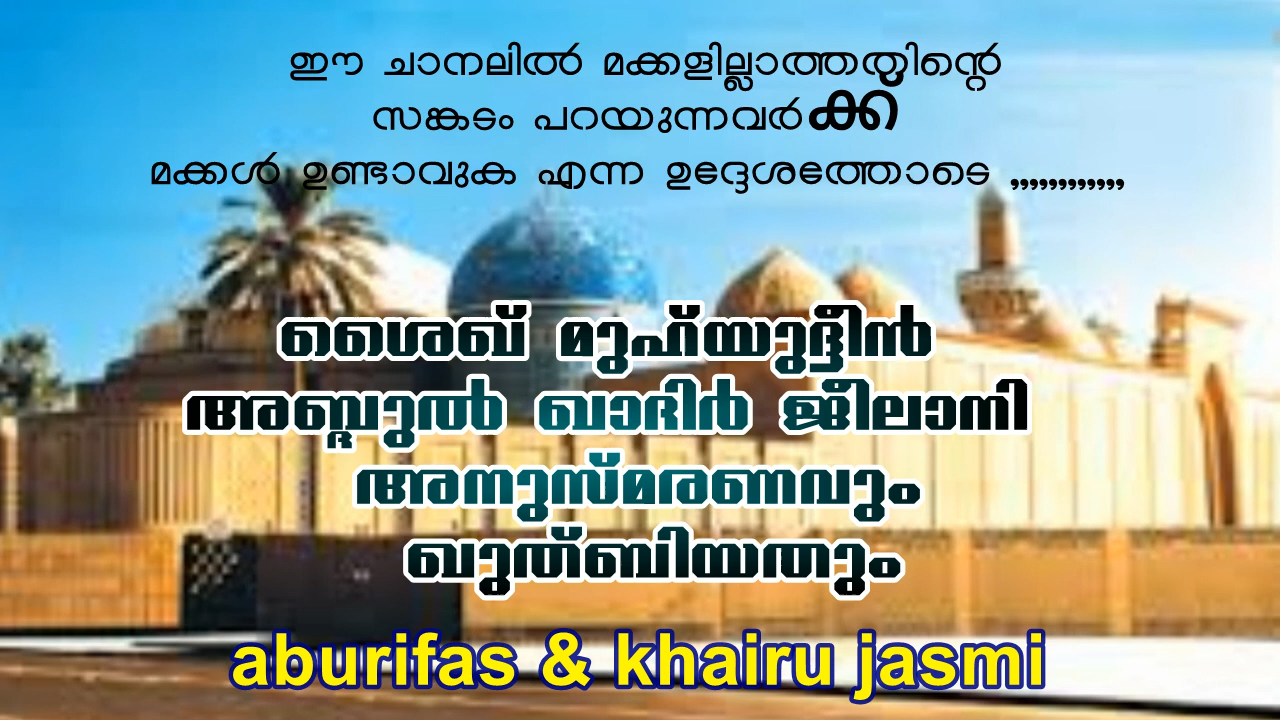 ഈ ചാനലിൽ മക്കളില്ലാത്തതിന്റെ
സങ്കടം പറയുന്നവർക്ക്
മക്കൾ ഉണ്ടാവുക എന്ന ഉദ്ദേശത്തോടെ ,,,,,,,,,,,,
ശൈഖ് മുഹ്‌യുദ്ദീൻ
അബ്ദുൽ ഖാദിർ ജീലാനി
അനുസ്മരണവും
ഖുത്ബിയതും
aburifas & khairu jasmi